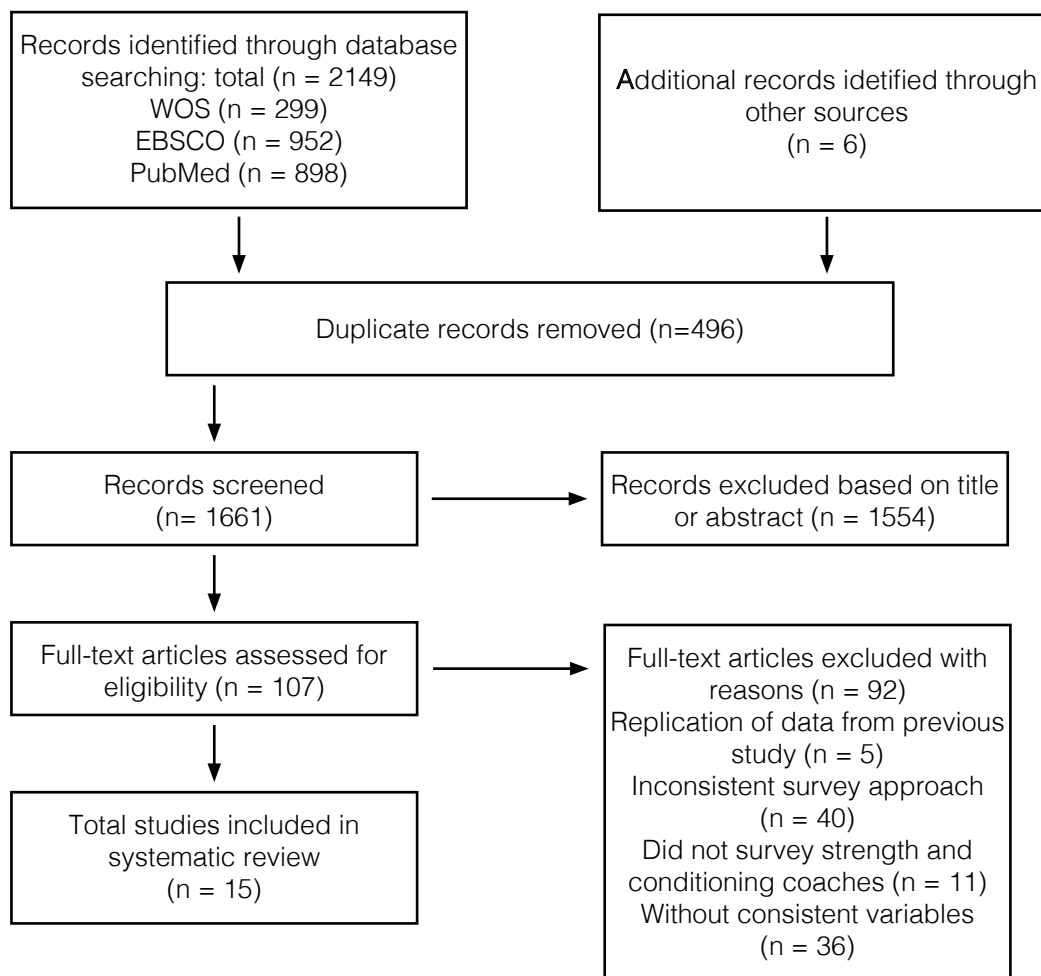 Records identified through database
searching: total (n = 2149)
WOS (n = 299)
EBSCO (n = 952)
PubMed (n = 898)
Additional records idetified through
other sources
(n = 6)
Duplicate records removed (n=496)
Records screened
(n= 1661)
Records excluded based on title
or abstract (n = 1554)
Full-text articles assessed for
eligibility (n = 107)
Full-text articles excluded with
reasons (n = 92)
Replication of data from previous
study (n = 5)
Inconsistent survey approach
(n = 40)
Did not survey strength and
conditioning coaches (n = 11)
Without consistent variables
(n = 36)
Total studies included in
systematic review
(n = 15)